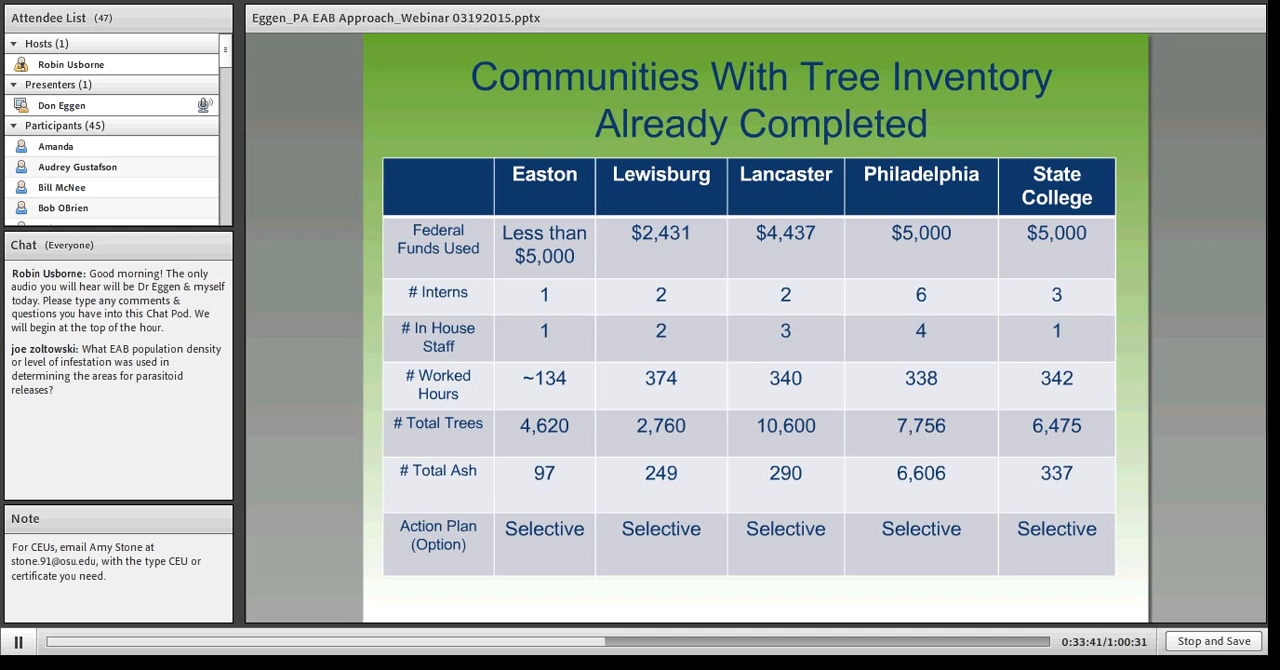 Attendee List (47)
Hosts (1)
Robin Usborne
Presenters (1)
Don Eggen
Participants (45)
Amanda
Audrey Gustafson
Bill McNee
Bob OBrien
Chat (Everyone)
Robin Usborne: Good morning! The only
audio you will hear will be Dr Eggen & myself
today. Please type any comments &
questions you have into this Chat Pod. We
will begin at the top of the hour.
joe zoltowski: What EAB population density
or level of infestation was used in
determining the areas for parasitoid
releases?
Note
For CEUs, email Amy Stone at
stone.91@osu.edu, with the type CEU or
certificate you need.
Eggen_PA EAB Approach_Webinar 03192015.pptx
Communities With Tree Inventory
Already Completed
Easton Lewisburg Lancaster Philadelphia State
College
Federal
Funds Used
Less than
$5,000
$2,431 $4,437 $5,000 $5,000
# Interns 1 2 2 6 3
# In House
Staff
1 2 3 4 1
# Worked
Hours
~134 374 340 338 342
# Total Trees 4,620 2,760 10,600 7,756 6,475
# Total Ash 97 249 290 6,606 337
Action Plan
(Option)
Selective Selective Selective Selective Selective
0:33:41/1:00:31
Stop and Save